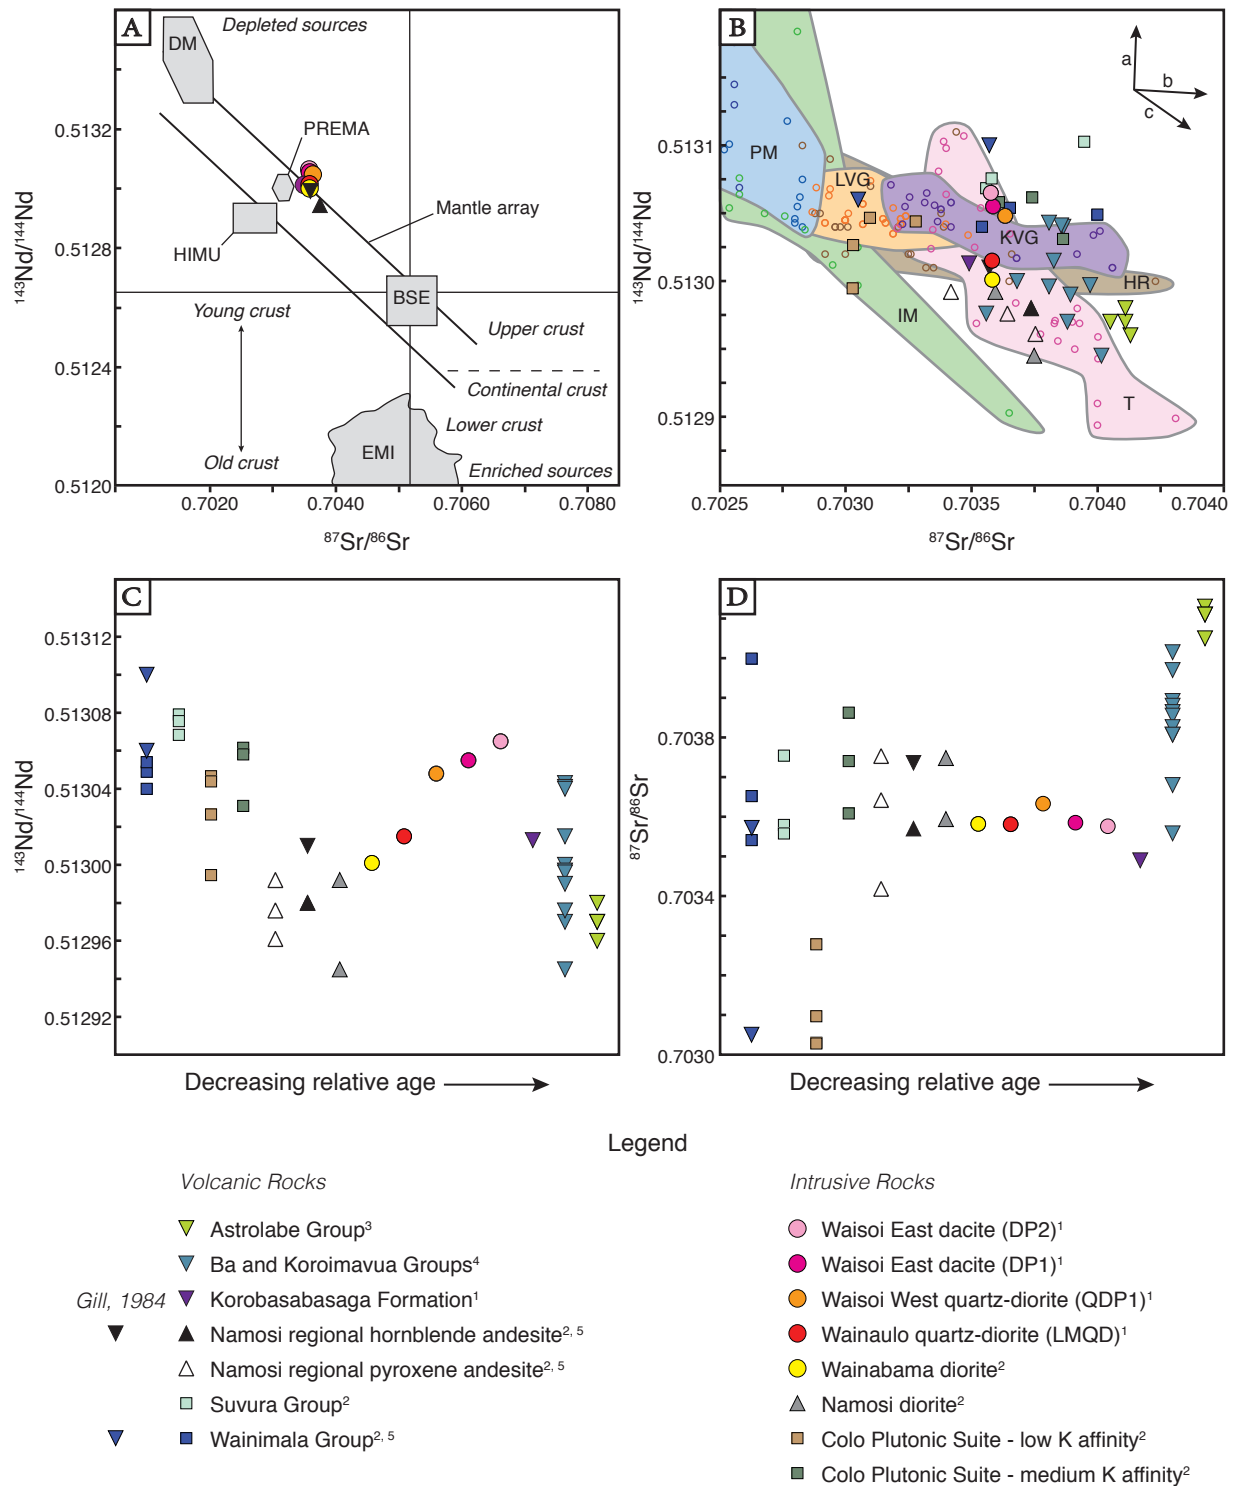 A
Depleted sources
DM
PREMA
0.5132
0.5128
0.5124
0.5120
143Nd/144Nd
HIMU
Mantle array
BSE
Young crust
Upper crust
Continental crust
Lower crust
EMI
Old crust
Enriched sources
0.7020
0.7040
0.7060
0.7080
87Sr/86Sr
B
a
b
c
0.5131
0.5130
0.5129
143Nd/144Nd
PM
LVG
KVG
HR
IM
T
0.7025
0.7030
0.7035
0.7040
0.7040
87Sr/86Sr
C
0.51312
0.51308
0.51304
0.51300
0.51296
0.51292
143Nd/144Nd
Decreasing relative age
D
0.7038
0.7034
0.7030
87Sr/86Sr
Decreasing relative age
Legend
Volcanic Rocks
Astrolabe Group3
Ba and Koroimavua Groups4
Gill, 1984
Korobasabasaga Formation1
Namosi regional hornblende andesite2, 5
Namosi regional pyroxene andesite2, 5
Suvura Group2
Wainimala Group2, 5
Intrusive Rocks
Waisoi East dacite (DP2)1
Waisoi East dacite (DP1)1
Waisoi West quartz-diorite (QDP1)1
Wainaulo quartz-diorite (LMQD)1
Wainabama diorite2
Namosi diorite2
Colo Plutonic Suite - low K affinity2
Colo Plutonic Suite - medium K affinity2